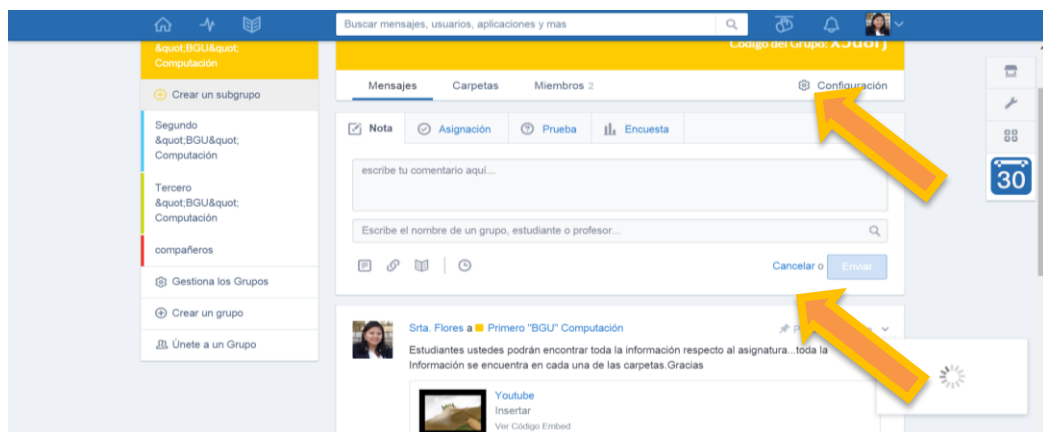 Buscar mensajes, usuarios, aplicaciones y mas
&quot;BGU&quot;
Computación
Crear un subgrupo
Segundo
&quot;BGU&quot;
Computación
Tercero
&quot;BGU&quot;
Computación
compañeros
Gestiona los Grupos
Crear un grupo
Únete a un Grupo
Código del Grupo:
Mensajes Carpetas Miembros 2 Configuración
Nota Asignación Prueba Encuesta
escribe tu comentario aquí...
Escribe el nombre de un grupo, estudiante o profesor...
Cancelar o Enviar
Srta. Flores a Primero "BGU" Computación
Estudiantes ustedes podrán encontrar toda la información respecto al asignatura...toda la
Información se encuentra en cada una de las carpetas.Gracias
Youtube
Insertar
Ver Código Embed
30